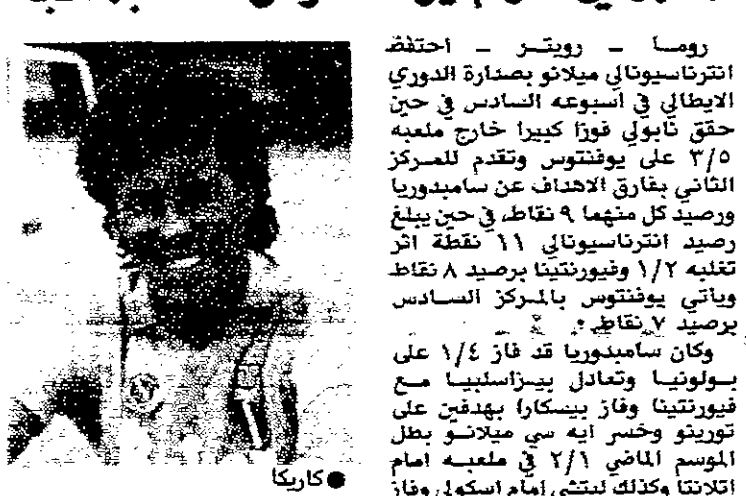 روما – رويتر – احتفظ
انترناسيونالي ميلانو بصدارة الدوري
الايطالي في اسبوعه السادس في حين
حقق نابولي فوزا كبيرا خارج ملعبه
٣/٥ على يوفنتوس وتقدم للمركز
الثاني بفارق الاهداف عن سامبدوريا
ورصيد كل منهما ٩ نقاط، في حين يبلغ
رصيد انترناسيونالي ١١ نقطة اثر
تغلبه ١/٢ وفيورنتينا برصيد ٨ نقاط
وياتي يوفنتوس بالمركز السادس
برصيد ٧ نقاط.
وكان سامبدوريا قد فاز ١/٤ على
بولونيا وتعادل بيزاسلبيا مع
فيورنتينا وفاز بيسكارا بهدفين على
تورينو وخسر ايه سي ميلانو بطل
الموسم الماضي ٢/١ في ملعبه امام
اتلانتا وكذلك ليتشي امام اسكولي وفاز
● كاريكا